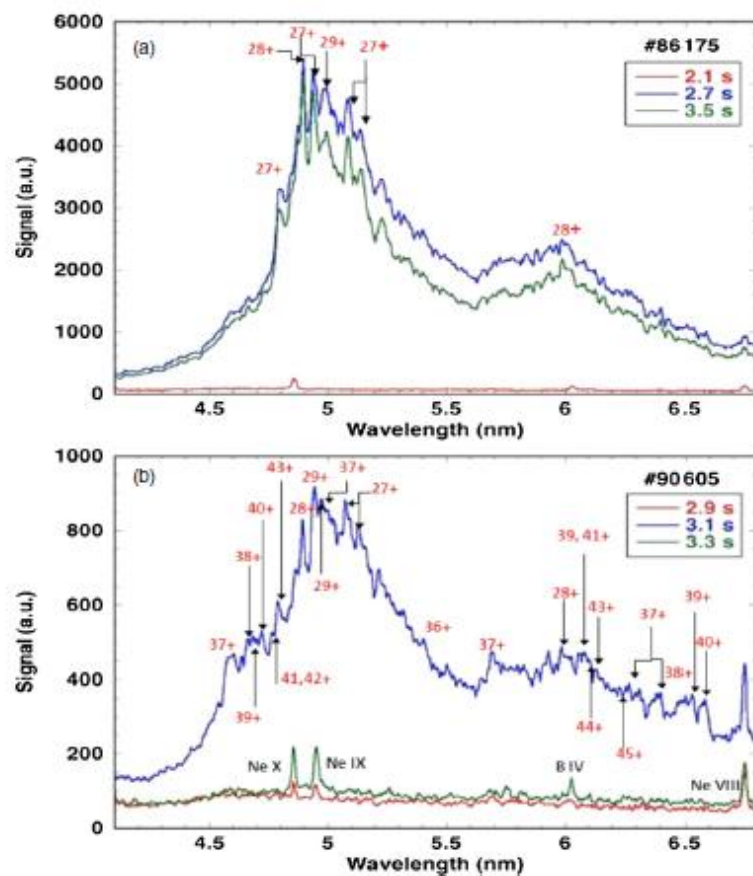 6000
(a)
27+
28+
29+
27+
#86175
2.1 s
2.7 s
3.5 s
5000
4000
27+
3000
28+
2000
1000
0
Signal (a.u.)
4.5 5 5.5 6 6.5
Wavelength (nm)
1000
(b)
43+
29+
37+
#90605
2.9 s
3.1 s
3.3 s
40+
28+
27+
800
38+
29+
39, 41+
28+
43+
37+
39+
600
37+
36+
37+
38+
40+
39+
41,42+
400
44+
45+
200
Ne X
Ne IX
B IV
Ne VIII
0
Signal (a.u.)
4.5 5 5.5 6 6.5
Wavelength (nm)